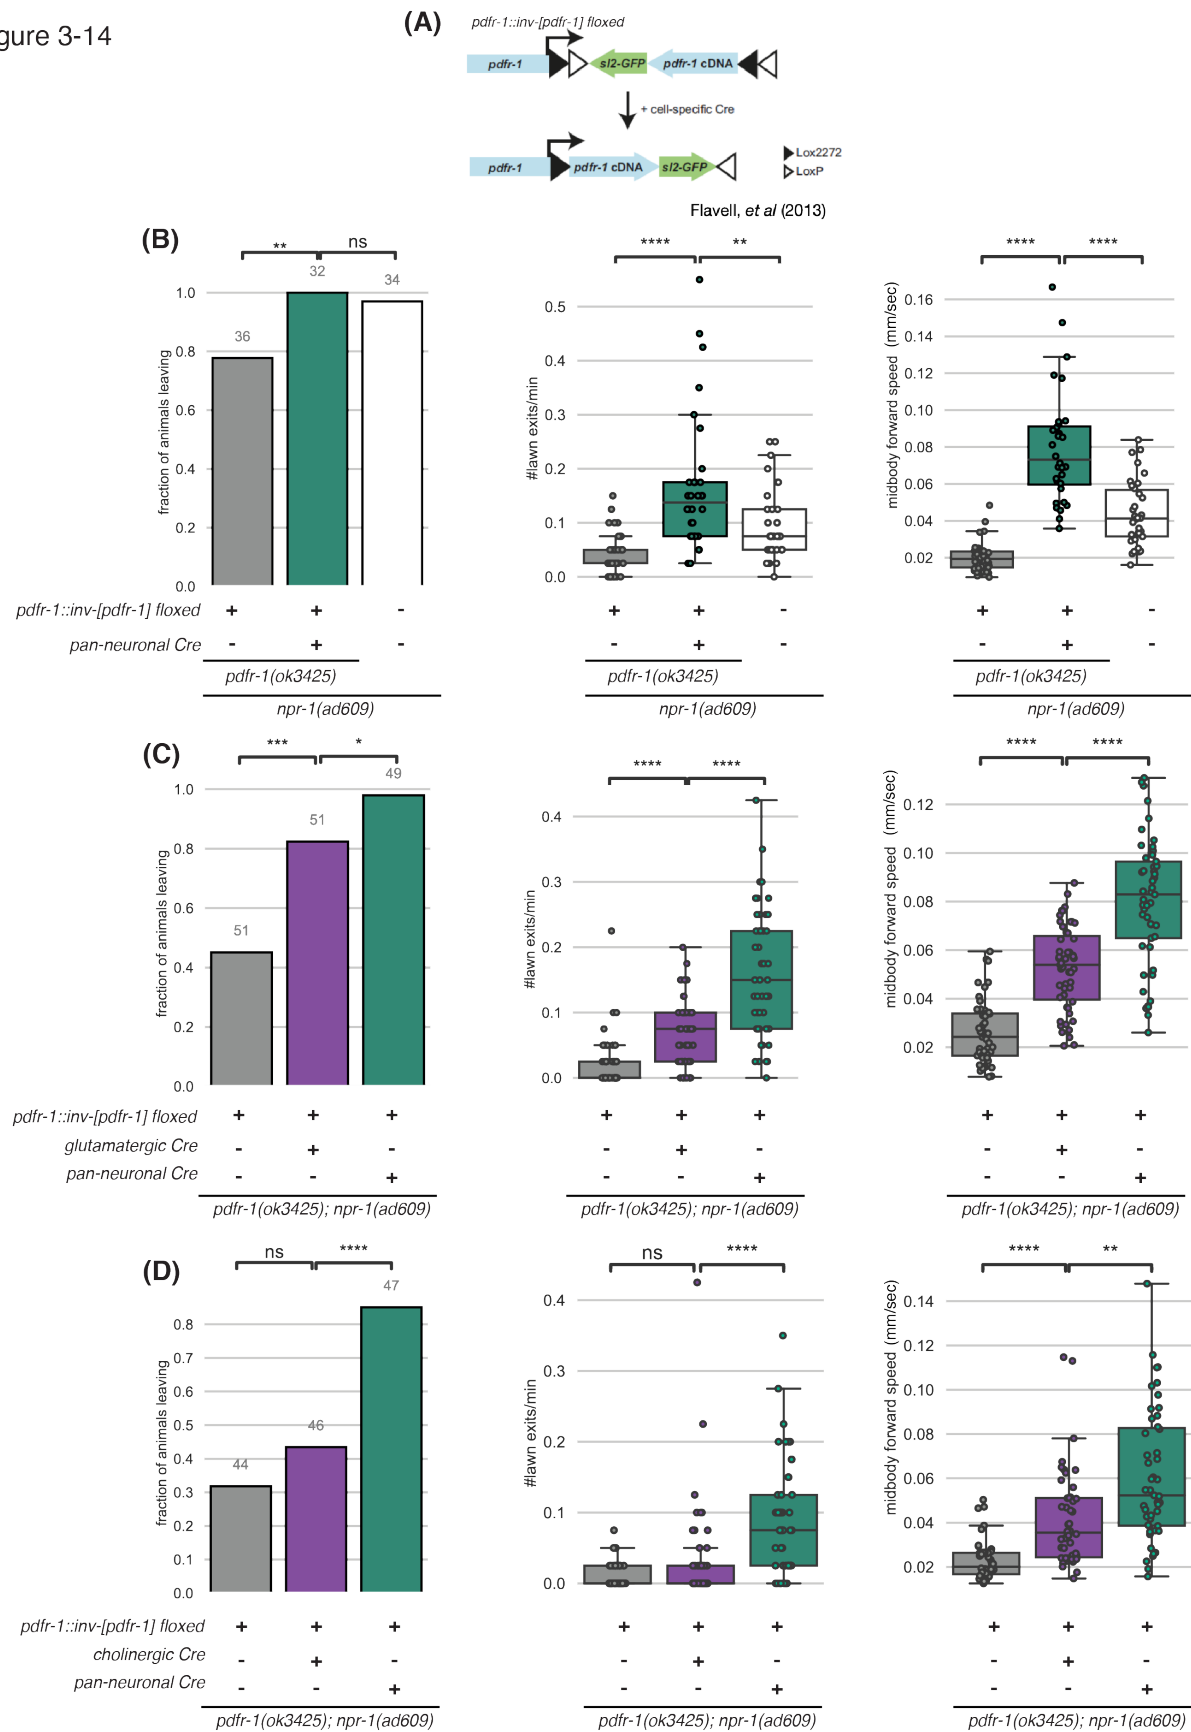 gure 3-14
(A)
pdfr-1::inv-[pdfr-1] floxed
pdfr-1 sl2-GFP pdfr-1 cDNA
+ cell-specific Cre
pdfr-1 pdfr-1 cDNA sl2-GFP
Lox2272
LoxP
Flavell, et al (2013)
(B)
** ns
32
34
36
1.0
0.8
0.6
0.4
0.2
0.0
fraction of animals leaving
**** **
0.5
0.4
0.3
0.2
0.1
0.0
#lawn exits/min
**** ****
0.16
0.14
0.12
0.10
0.08
0.06
0.04
0.02
midbody forward speed (mm/sec)
pdfr-1::inv-[pdfr-1] floxed + + - + + - + + -
pan-neuronal Cre - + - - + - - + -
pdfr-1(ok3425) pdfr-1(ok3425) pdfr-1(ok3425)
npr-1(ad609) npr-1(ad609) npr-1(ad609)
(C)
*** *
49
51
51
1.0
0.8
0.6
0.4
0.2
0.0
fraction of animals leaving
**** ****
0.4
0.3
0.2
0.1
0.0
#lawn exits/min
**** ****
0.12
0.10
0.08
0.06
0.04
0.02
midbody forward speed (mm/sec)
pdfr-1::inv-[pdfr-1] floxed + + + + + + + + +
glutamatergic Cre - + - - + - - + -
pan-neuronal Cre - - + - - + - - +
pdfr-1(ok3425); npr-1(ad609) pdfr-1(ok3425); npr-1(ad609) pdfr-1(ok3425); npr-1(ad609)
(D)
ns ****
47
46
44
0.8
0.7
0.6
0.5
0.4
0.3
0.2
0.1
0.0
fraction of animals leaving
ns ****
0.4
0.3
0.2
0.1
0.0
#lawn exits/min
**** **
0.14
0.12
0.10
0.08
0.06
0.04
0.02
midbody forward speed (mm/sec)
pdfr-1::inv-[pdfr-1] floxed + + + + + + + + +
cholinergic Cre - + - - + - - + -
pan-neuronal Cre - - + - - + - - +
pdfr-1(ok3425); npr-1(ad609) pdfr-1(ok3425); npr-1(ad609) pdfr-1(ok3425); npr-1(ad609)